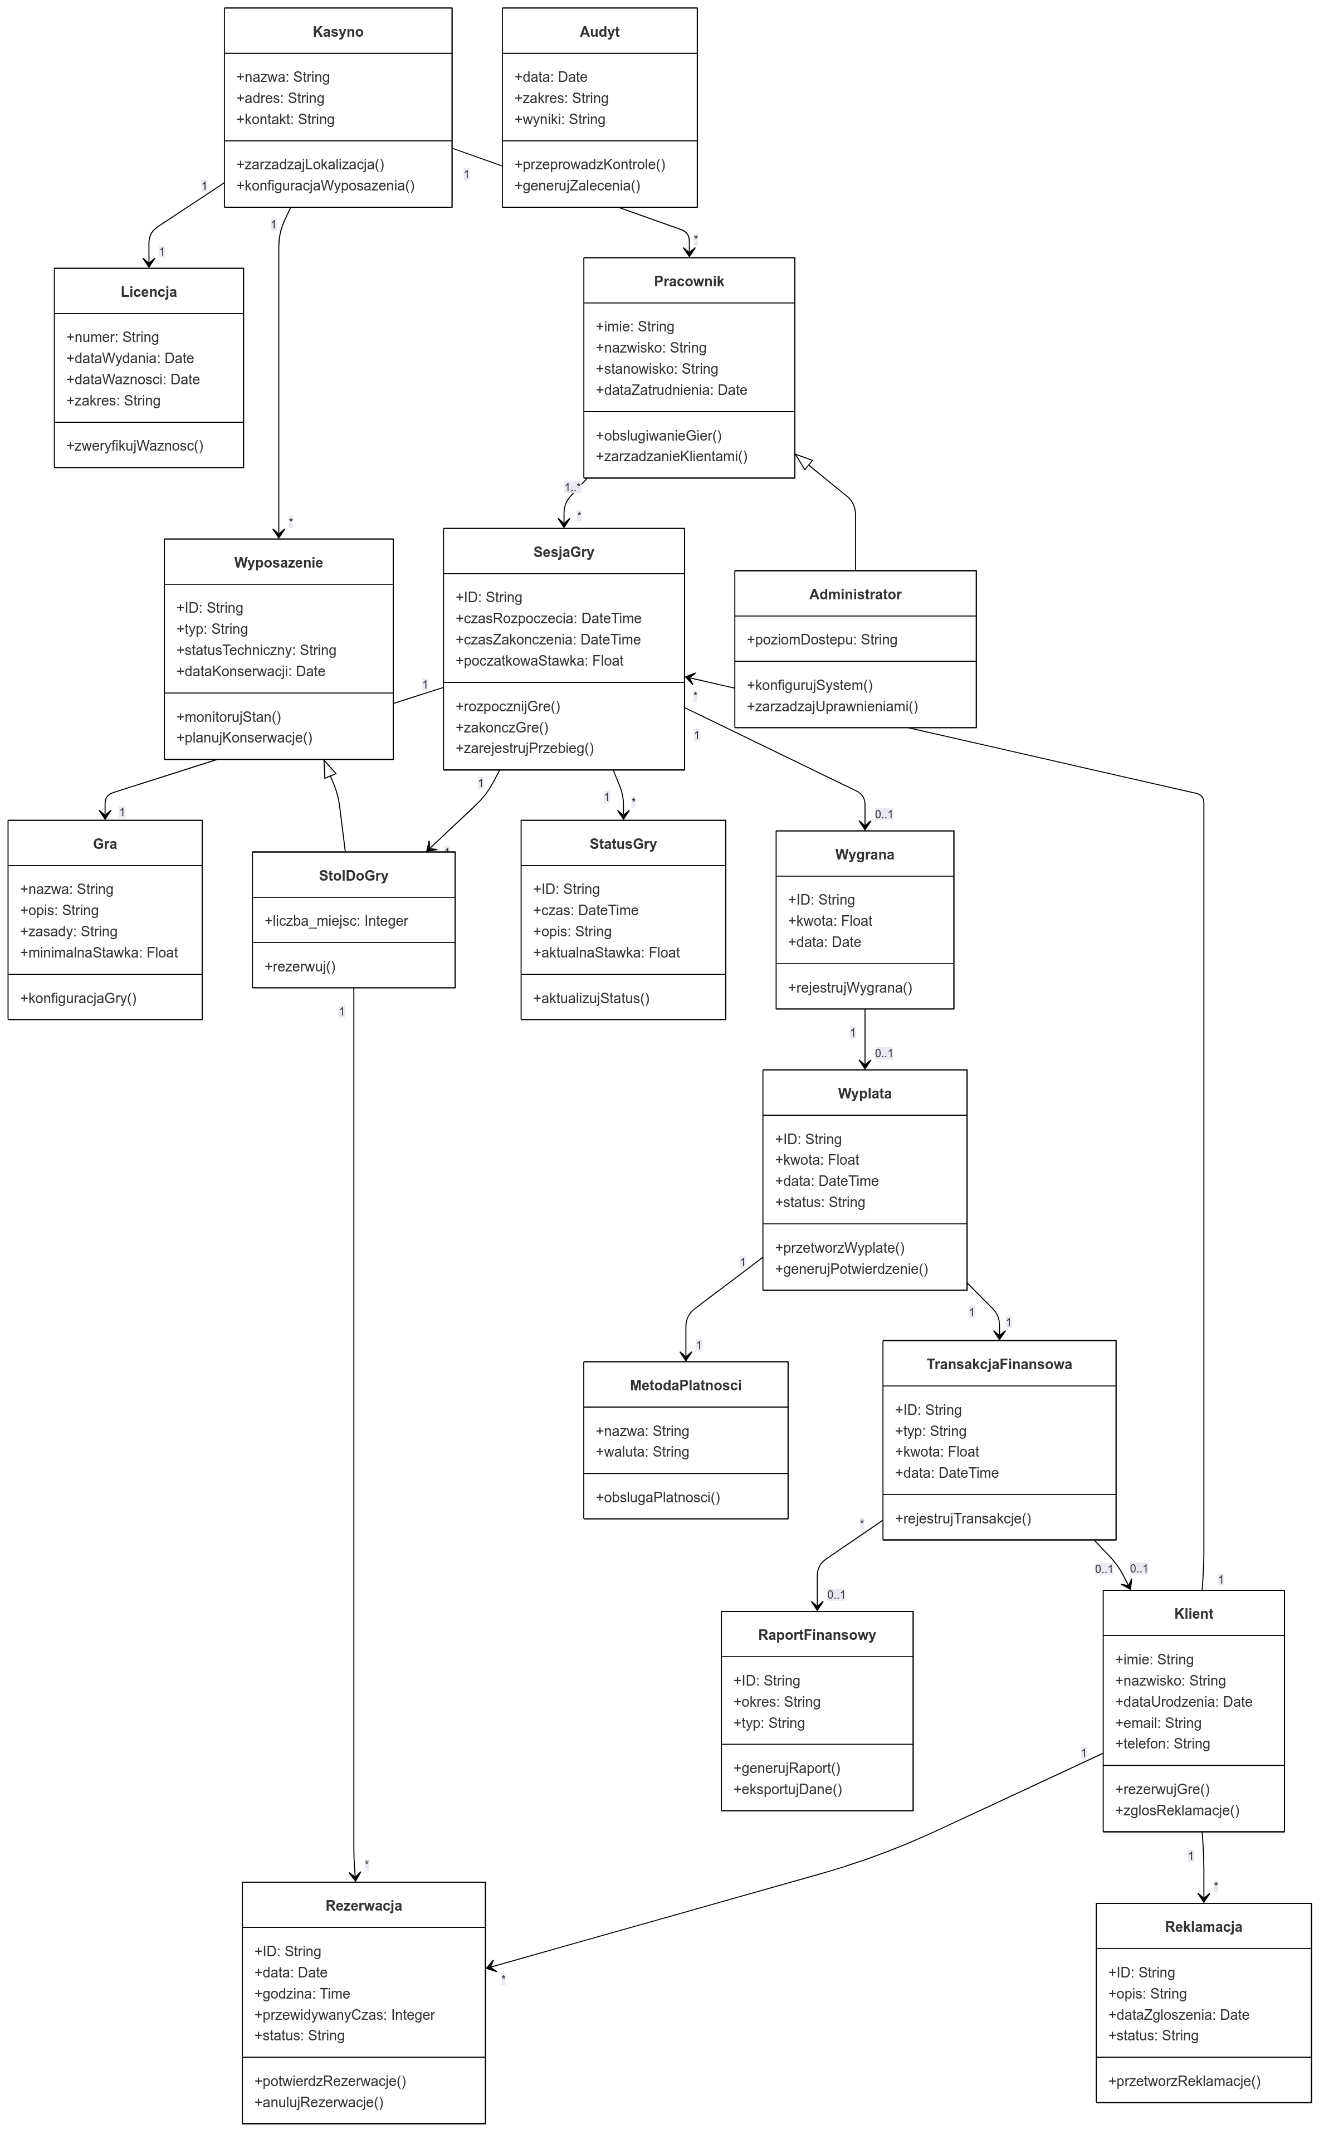 Kasyno
+nazwa: String
+adres: String
+kontakt: String
+zarzadzajLokalizacja()
+konfiguracjaWyposazenia()
Audyt
+data: Date
+zakres: String
+wyniki: String
+przeprowadzKontrole()
+generujZalecenia()
1
1
1
1
*
Licencja
+numer: String
+dataWydania: Date
+dataWaznosci: Date
+zakres: String
+zweryfikujWaznosc()
Pracownik
+imie: String
+nazwisko: String
+stanowisko: String
+dataZatrudnienia: Date
+obslugiwanieGier()
+zarzadzanieKlientami()
1..*
*
*
Wyposazenie
+ID: String
+typ: String
+statusTechniczny: String
+dataKonserwacji: Date
+monitorujStan()
+planujKonserwacje()
SesjaGry
+ID: String
+czasRozpoczecia: DateTime
+czasZakonczenia: DateTime
+poczatkowaStawka: Float
+rozpocznijGre()
+zakonczGre()
+zarejestrujPrzebieg()
Administrator
+poziomDostepu: String
+konfigurujSystem()
+zarzadzajUprawnieniami()
1
*
1
1
1
*
1
0..1
1
Gra
+nazwa: String
+opis: String
+zasady: String
+minimalnaStawka: Float
+konfiguracjaGry()
StolDoGry
+liczba_miejsc: Integer
+rezerwuj()
StatusGry
+ID: String
+czas: DateTime
+opis: String
+aktualnaStawka: Float
+aktualizujStatus()
Wygrana
+ID: String
+kwota: Float
+data: Date
+rejestrujWygrana()
1
1
0..1
Wyplata
+ID: String
+kwota: Float
+data: DateTime
+status: String
+przetworzWyplate()
+generujPotwierdzenie()
1
1
1
1
MetodaPlatnosci
+nazwa: String
+waluta: String
+obslugaPlatnosci()
TransakcjaFinansowa
+ID: String
+typ: String
+kwota: Float
+data: DateTime
+rejestrujTransakcje()
*
0..1
0..1
0..1
1
RaportFinansowy
+ID: String
+okres: String
+typ: String
+generujRaport()
+eksportujDane()
Klient
+imie: String
+nazwisko: String
+dataUrodzenia: Date
+email: String
+telefon: String
+rezerwujGre()
+zglosReklamacje()
1
1
*
*
*
Rezerwacja
+ID: String
+data: Date
+godzina: Time
+przewidywanyCzas: Integer
+status: String
+potwierdzRezerwacje()
+anulujRezerwacje()
Reklamacja
+ID: String
+opis: String
+dataZgloszenia: Date
+status: String
+przetworzReklamacje()